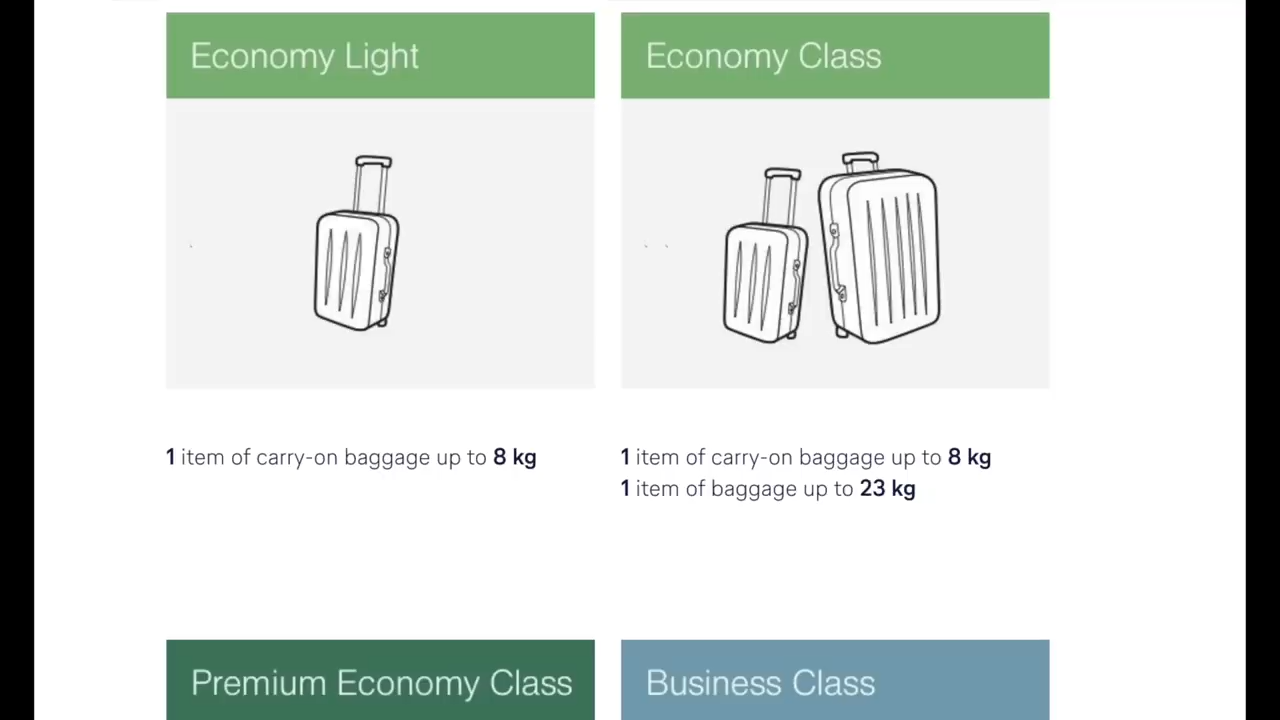 Economy Light
Economy Class
1 item of carry-on baggage up to 8 kg
1 item of carry-on baggage up to 8 kg
1 item of baggage up to 23 kg
Premium Economy Class
Business Class